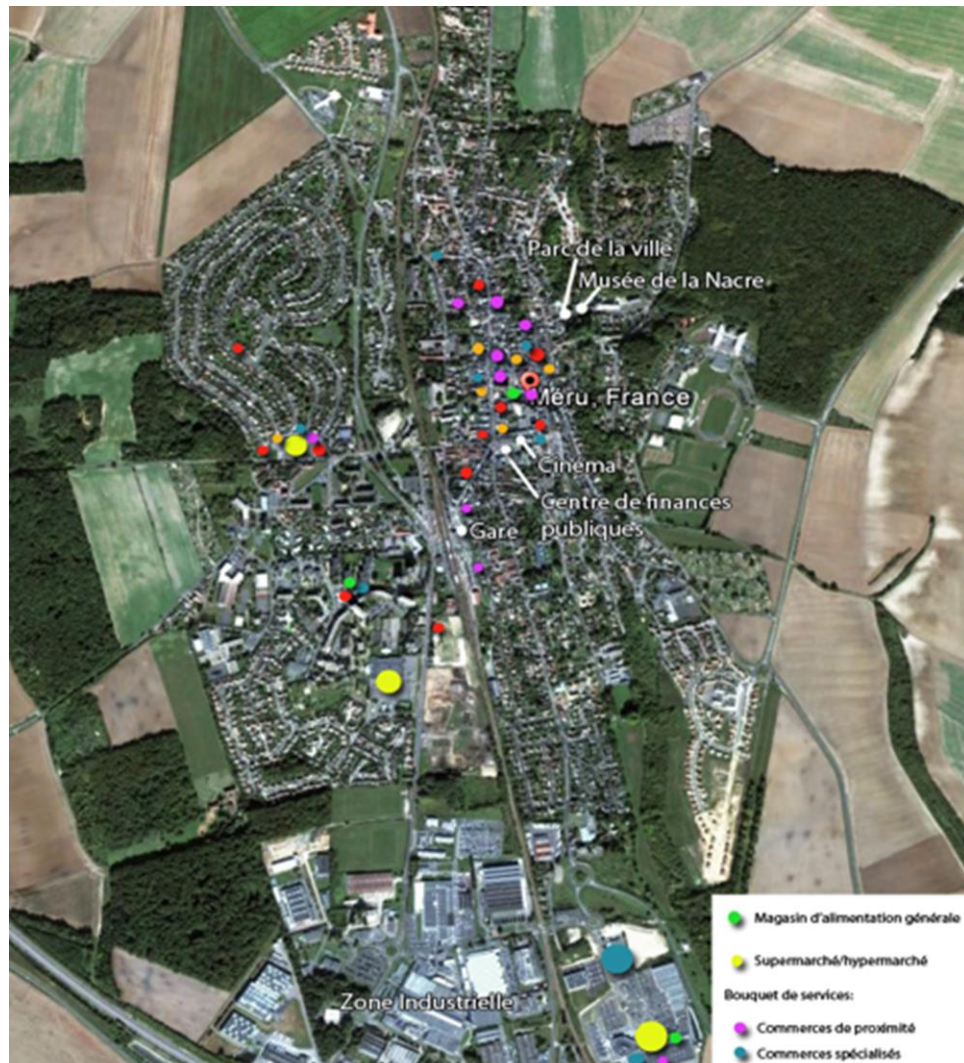 Parc de la ville
Musée de la Nacre
Méru, France
Cinéma
Centre de finances
publiques
Gare
Zone Industrielle
Magasin d'alimentation générale
Supermarché/hypermarché
Bouquet de services:
Commerces de proximité
Commerces spécialisés